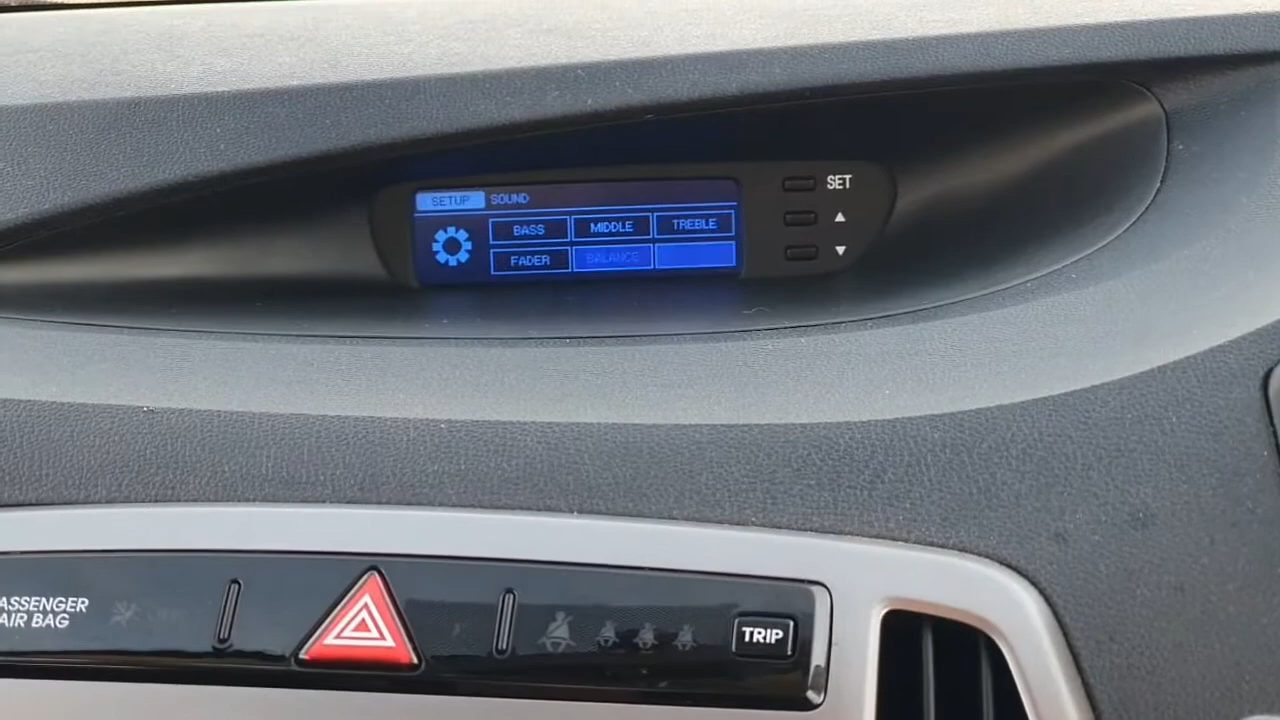 SETUP SOUND
BASS MIDDLE TREBLE
FADER BALANCE
SET
ASSENGER
AIR BAG
TRIP